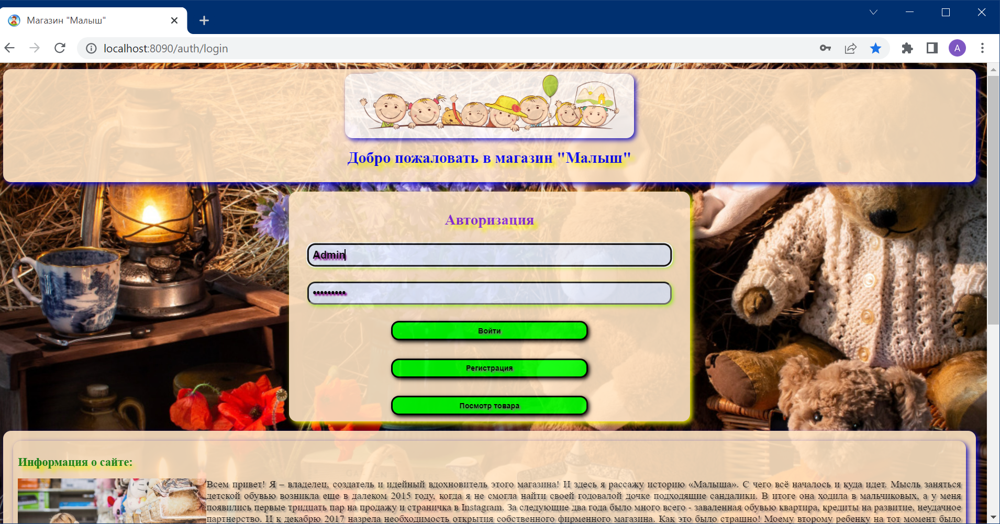 Магазин "Малыш"
localhost:8090/auth/login
A
Добро пожаловать в магазин "Малыш"
Авторизация
Admin
•••••••••
Войти
Регистрация
Посмотр товара
Информация о сайте:
Всем привет! Я – владелец, создатель и идейный вдохновитель этого магазина! И здесь я рассажу историю «Малыша». С чего всё началось и куда идет. Мысль заняться
детской обувью возникла еще в далеком 2015 году, когда я не смогла найти своей годовалой дочке подходящие сандалики. В итоге она ходила в мальчиковых, а у меня
появились первые тридцать пар на продажу и страничка в Instagram. За следующие два года было много всего - заваленная обувью квартира, кредиты на развитие, неудачное
партнерство. И к декабрю 2017 назрела необходимость открытия собственного фирменного магазина. Как это было страшно! Моему второму ребенку на тот момент было